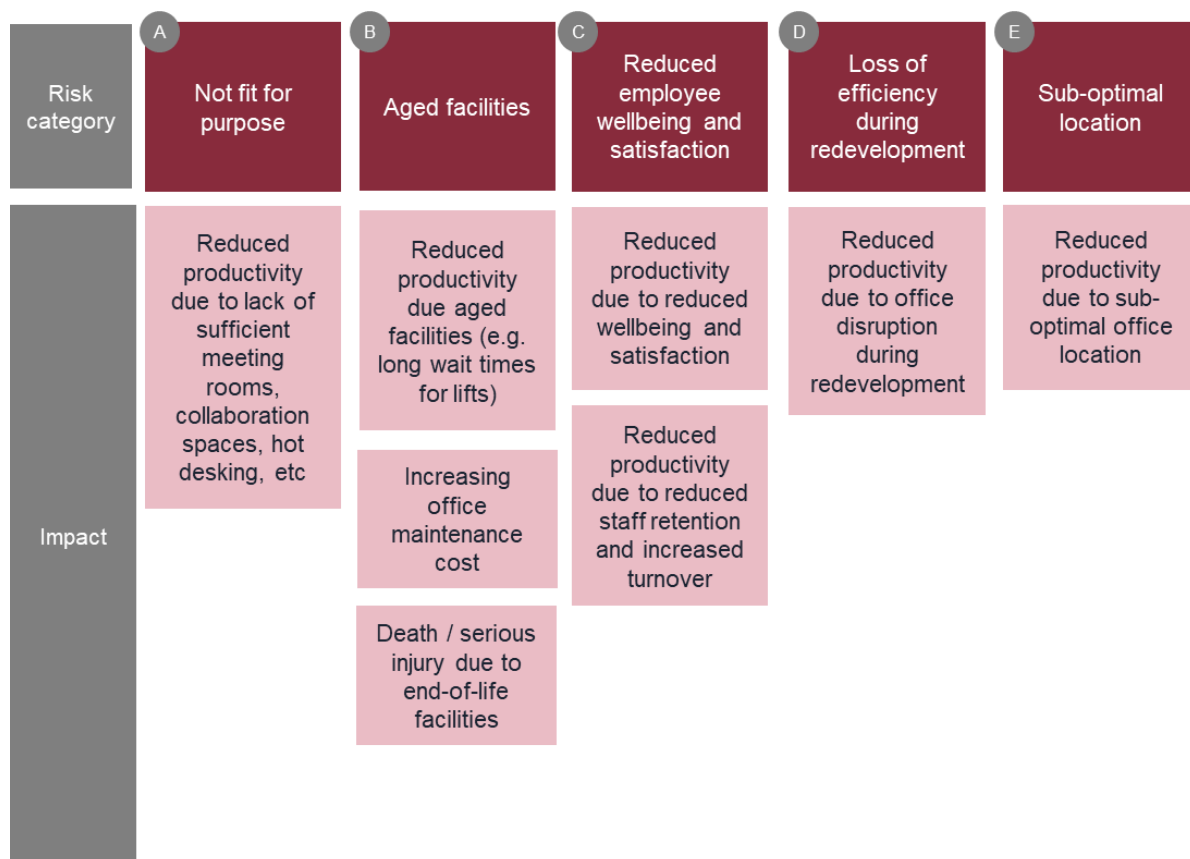 A
B
C
D
E
Risk
category
Not fit for
purpose
Aged facilities
Reduced
employee
wellbeing and
satisfaction
Loss of
efficiency
during
redevelopment
Sub-optimal
location
Impact
Reduced
productivity
due to lack of
sufficient
meeting
rooms,
collaboration
spaces, hot
desking, etc
Reduced
productivity
due aged
facilities (e.g.
long wait times
for lifts)
Increasing
office
maintenance
cost
Death / serious
injury due to
end-of-life
facilities
Reduced
productivity
due to reduced
wellbeing and
satisfaction
Reduced
productivity
due to reduced
staff retention
and increased
turnover
Reduced
productivity
due to office
disruption
during
redevelopment
Reduced
productivity
due to sub-
optimal office
location